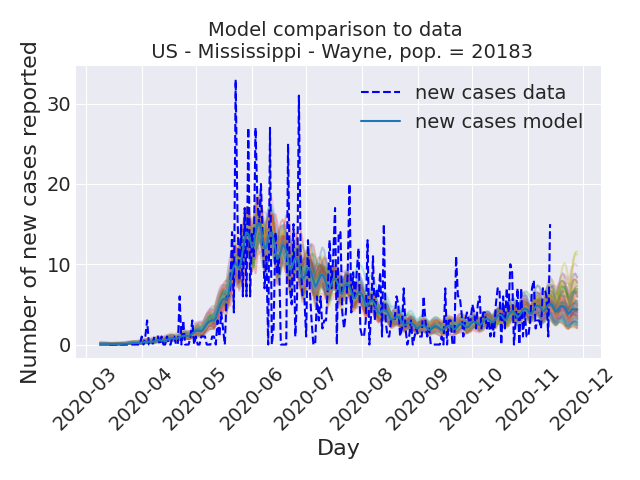 Model comparison to data
US - Mississippi - Wayne, pop. = 20183
Number of new cases reported
30
20
10
0
new cases data
new cases model
2020-03
2020-04
2020-05
2020-06
2020-07
2020-08
2020-09
2020-10
2020-11
2020-12
Day